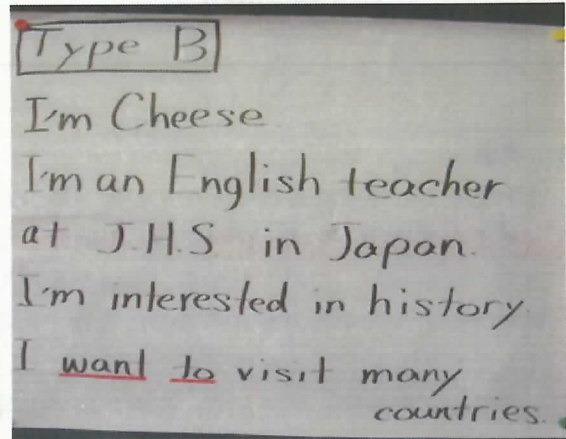 Type B
I'm Cheese
I'm an English teacher
at J.H.S in Japan.
I'm interested in history.
I want to visit many
countries.